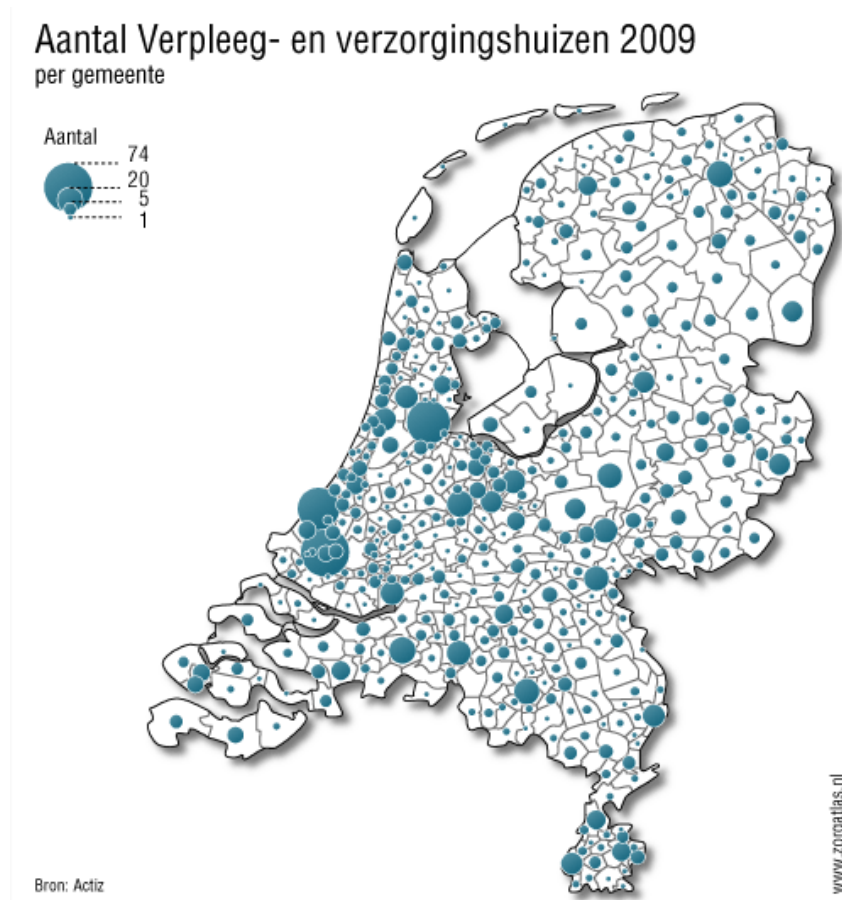 Aantal Verpleeg- en verzorgingshuizen 2009
per gemeente
Aantal
74
20
5
1
Bron: Actiz
www.zorgatlas.nl